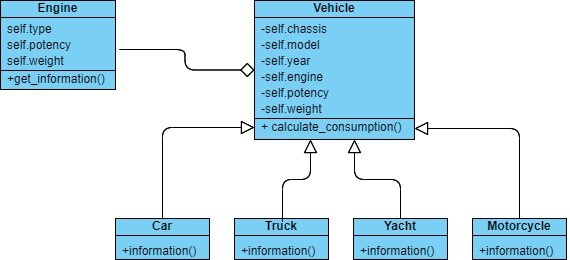 Engine
self.type
self.potency
self.weight
+get_information()
Vehicle
-self.chassis
-self.model
-self.year
-self.engine
-self.potency
-self.weight
+ calculate_consumption()
Car
+information()
Truck
+information()
Yacht
+information()
Motorcycle
+information()